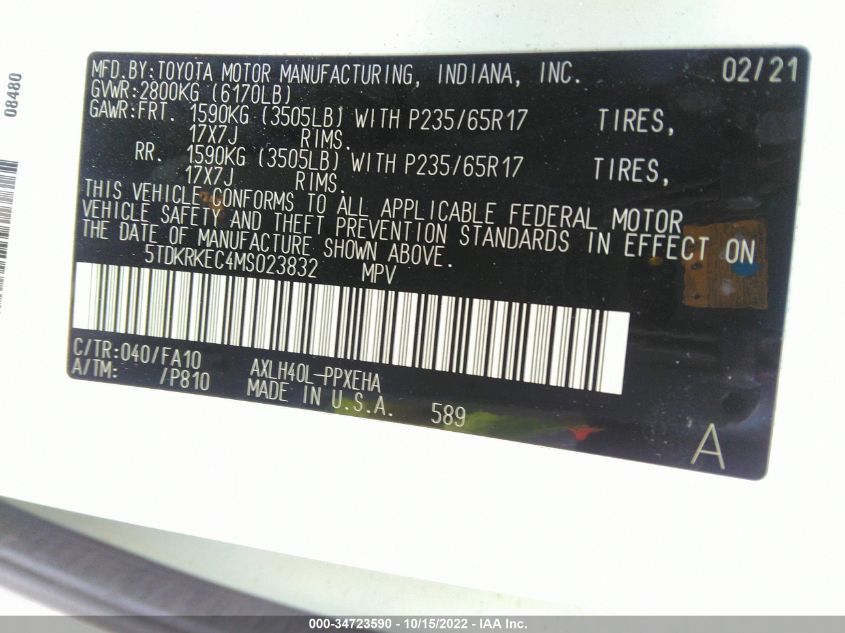 08480
MFD.BY:TOYOTA MOTOR MANUFACTURING, INDIANA, INC. 02/21
GVWR:2800KG (6170LB)
GAWR:FRT. 1590KG (3505LB) WITH P235/65R17 TIRES,
17X7J RIMS.
RR. 1590KG (3505LB) WITH P235/65R17 TIRES,
17X7J RIMS.
THIS VEHICLE CONFORMS TO ALL APPLICABLE FEDERAL MOTOR
VEHICLE SAFETY AND THEFT PREVENTION STANDARDS IN EFFECT ON
THE DATE OF MANUFACTURE SHOWN ABOVE.
5TDKRKEC4MS023832 MPV
C/TR:040/FA10 AXLH40L-PPXEHA
A/TM: /P810 MADE IN U.S.A. 589
A
000-34723590 - 10/15/2022 - IAA Inc.